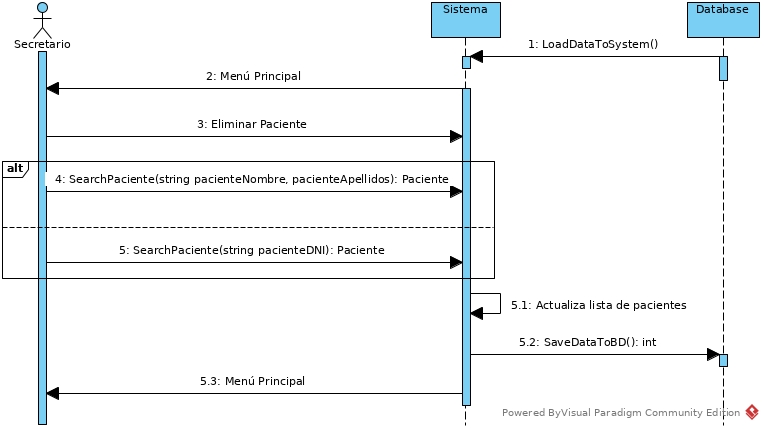 Secretario
Sistema
Database
1: LoadDataToSystem()
2: Menú Principal
3: Eliminar Paciente
alt
4: SearchPaciente(string pacienteNombre, pacienteApellidos): Paciente
5: SearchPaciente(string pacienteDNI): Paciente
5.1: Actualiza lista de pacientes
5.2: SaveDataToBD(): int
5.3: Menú Principal
Powered ByVisual Paradigm Community Edition